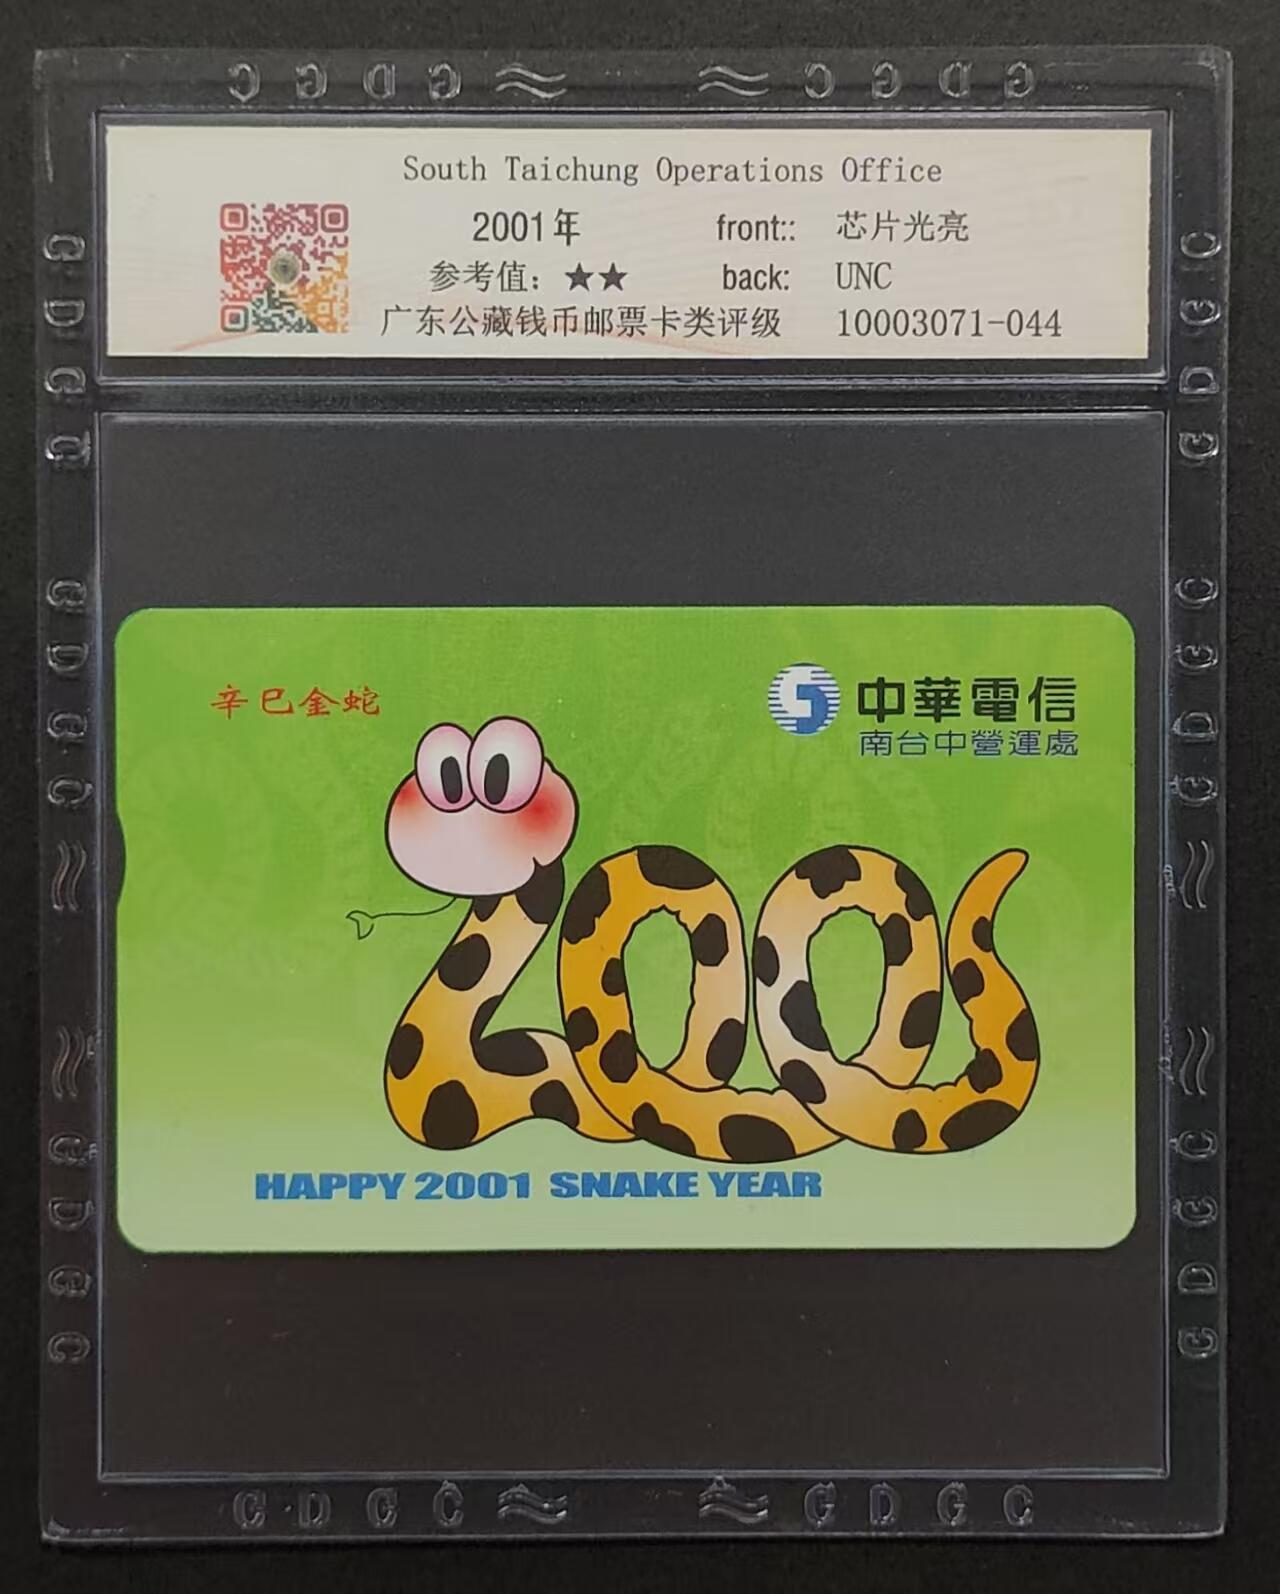 C G D G ≈ ≈ C G D G
South Taichung Operations Office
2001年 front:: 芯片光亮
参考值：★★ back: UNC
广东公藏钱币邮票卡类评级 10003071-044
辛巳金蛇
中華電信
南台中營運處
2001
HAPPY 2001 SNAKE YEAR
G D G C ≈ ≈ G D G C